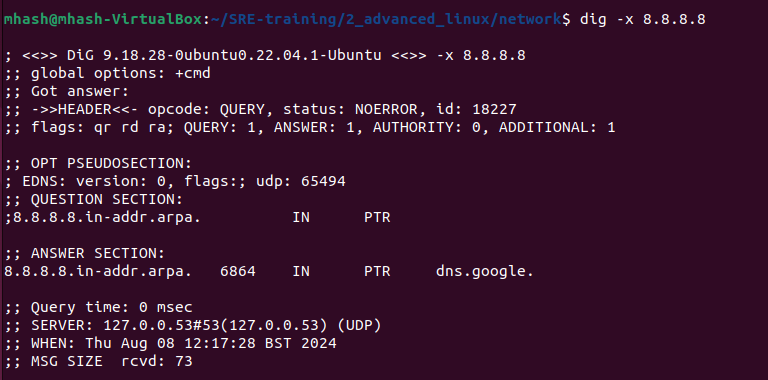 mhash@mhash-VirtualBox:~/SRE-training/2_advanced_linux/network$ dig -x 8.8.8.8

; <<>> DiG 9.18.28-0ubuntu0.22.04.1-Ubuntu <<>> -x 8.8.8.8
;; global options: +cmd
;; Got answer:
;; ->>HEADER<<- opcode: QUERY, status: NOERROR, id: 18227
;; flags: qr rd ra; QUERY: 1, ANSWER: 1, AUTHORITY: 0, ADDITIONAL: 1

;; OPT PSEUDOSECTION:
; EDNS: version: 0, flags:; udp: 65494
;; QUESTION SECTION:
;8.8.8.8.in-addr.arpa.		IN	PTR

;; ANSWER SECTION:
8.8.8.8.in-addr.arpa.	6864	IN	PTR	dns.google.

;; Query time: 0 msec
;; SERVER: 127.0.0.53#53(127.0.0.53) (UDP)
;; WHEN: Thu Aug 08 12:17:28 BST 2024
;; MSG SIZE  rcvd: 73